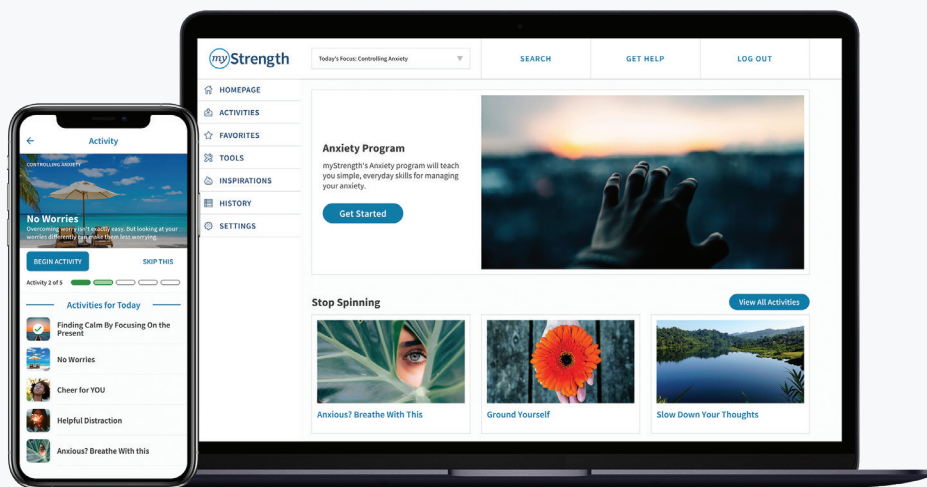 myStrength
Today's Focus: Controlling Anxiety
SEARCH
GET HELP
LOG OUT
HOMEPAGE
ACTIVITIES
FAVORITES
TOOLS
INSPIRATIONS
HISTORY
SETTINGS
Anxiety Program
myStrength's Anxiety program will teach
you simple, everyday skills for managing
your anxiety.
Get Started
Stop Spinning
View All Activities
Anxious? Breathe With This
Ground Yourself
Slow Down Your Thoughts
Activity
CONTROLLING ANXIETY
No Worries
Overcoming worry isn't exactly easy. But looking at your
worries differently can make them less worrying.
BEGIN ACTIVITY
SKIP THIS
Activity 2 of 5
Activities for Today
Finding Calm By Focusing On the
Present
No Worries
Cheer for YOU
Helpful Distraction
Anxious? Breathe With this